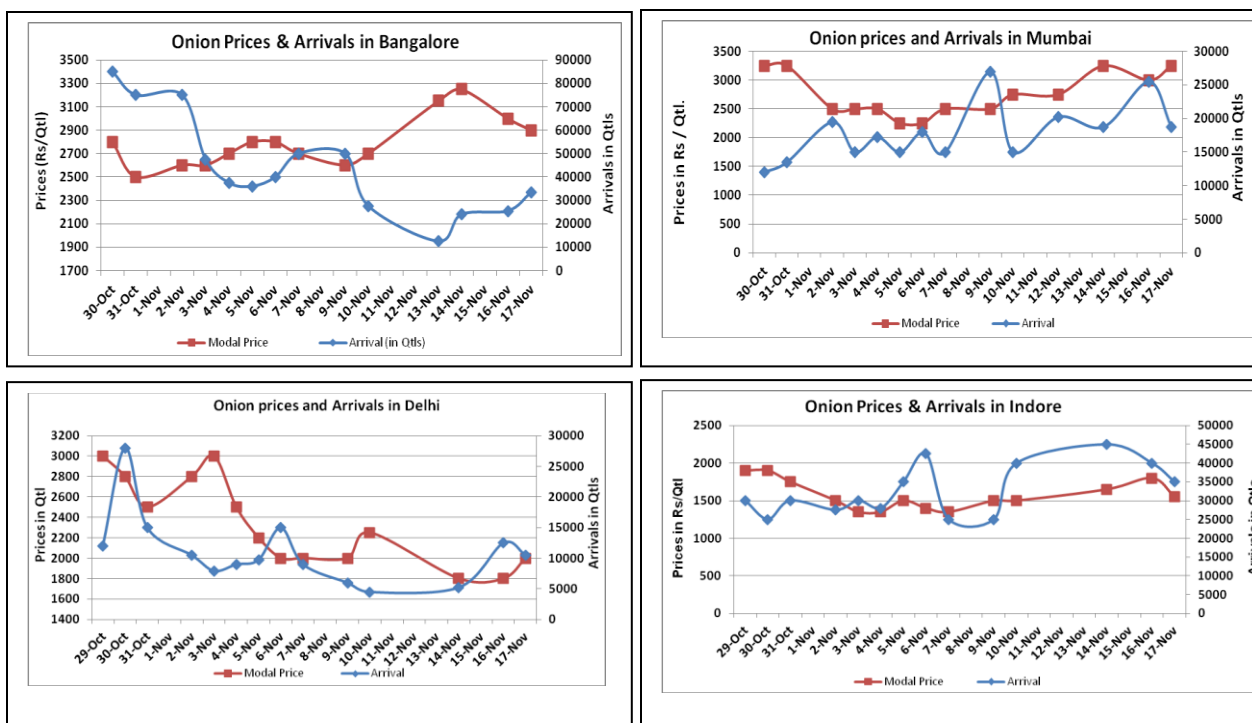 Onion Prices & Arrivals in Bangalore
3500
3300
3100
2900
2700
2500
2300
2100
1900
1700
Prices (Rs/Qtl)
90000
80000
70000
60000
50000
40000
30000
20000
10000
0
Arrivals in Qtls
30-Oct
31-Oct
1-Nov
2-Nov
3-Nov
4-Nov
5-Nov
6-Nov
7-Nov
8-Nov
9-Nov
10-Nov
11-Nov
12-Nov
13-Nov
14-Nov
15-Nov
16-Nov
17-Nov
Modal Price
Arrival (in Qtls)
Onion prices and Arrivals in Mumbai
3500
3000
2500
2000
1500
1000
500
0
Prices in Rs / Qtl.
30000
25000
20000
15000
10000
5000
0
Arrivals in Qtls
30-Oct
31-Oct
1-Nov
2-Nov
3-Nov
4-Nov
5-Nov
6-Nov
7-Nov
8-Nov
9-Nov
10-Nov
11-Nov
12-Nov
13-Nov
14-Nov
15-Nov
16-Nov
17-Nov
Modal Price
Arrival
Onion prices and Arrivals in Delhi
3200
3000
2800
2600
2400
2200
2000
1800
1600
1400
Prices in Qtl
30000
25000
20000
15000
10000
5000
0
Arrivals in Qtls
29-Oct
30-Oct
31-Oct
1-Nov
2-Nov
3-Nov
4-Nov
5-Nov
6-Nov
7-Nov
8-Nov
9-Nov
10-Nov
11-Nov
12-Nov
13-Nov
14-Nov
15-Nov
16-Nov
17-Nov
Modal Price
Arrival
Onion Prices & Arrivals in Indore
2500
2000
1500
1000
500
0
Prices in Rs/Qtl
50000
45000
40000
35000
30000
25000
20000
15000
10000
5000
0
Arrivals in Qtls
29-Oct
30-Oct
31-Oct
1-Nov
2-Nov
3-Nov
4-Nov
5-Nov
6-Nov
7-Nov
8-Nov
9-Nov
10-Nov
11-Nov
12-Nov
13-Nov
14-Nov
15-Nov
16-Nov
17-Nov
Modal Price
Arrival